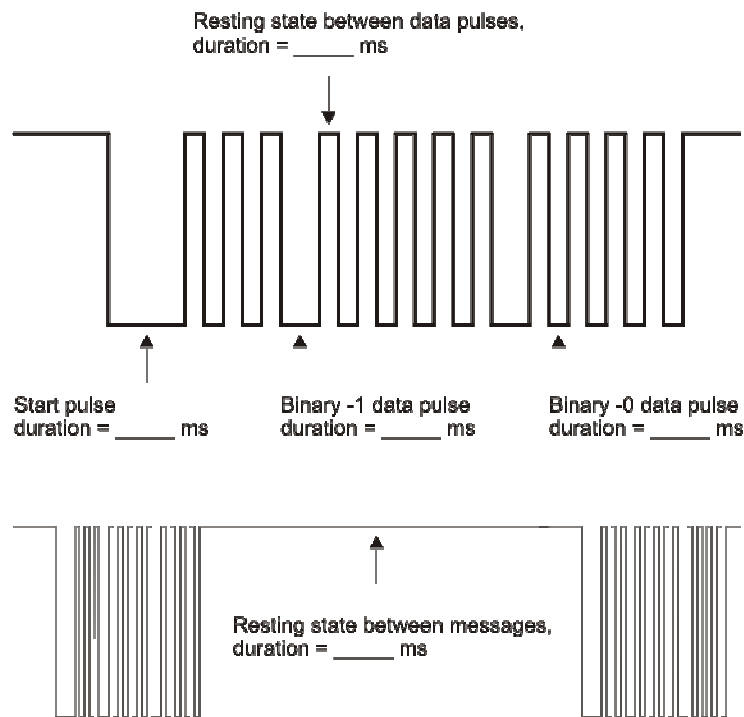 Resting state between data pulses,
duration = _____ ms
Start pulse
duration = _____ ms
Binary -1 data pulse
duration = _____ ms
Binary -0 data pulse
duration = _____ ms
Resting state between messages,
duration = _____ ms